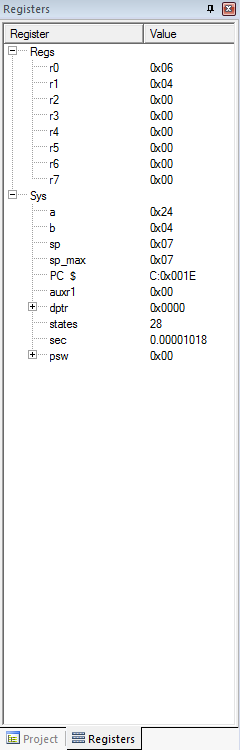 Registers
Register Value
Regs
r0 0x06
r1 0x04
r2 0x00
r3 0x00
r4 0x00
r5 0x00
r6 0x00
r7 0x00
Sys
a 0x24
b 0x04
sp 0x07
sp_max 0x07
PC $ C:0x001E
auxr1 0x00
dptr 0x0000
states 28
sec 0.00001018
psw 0x00
Project Registers